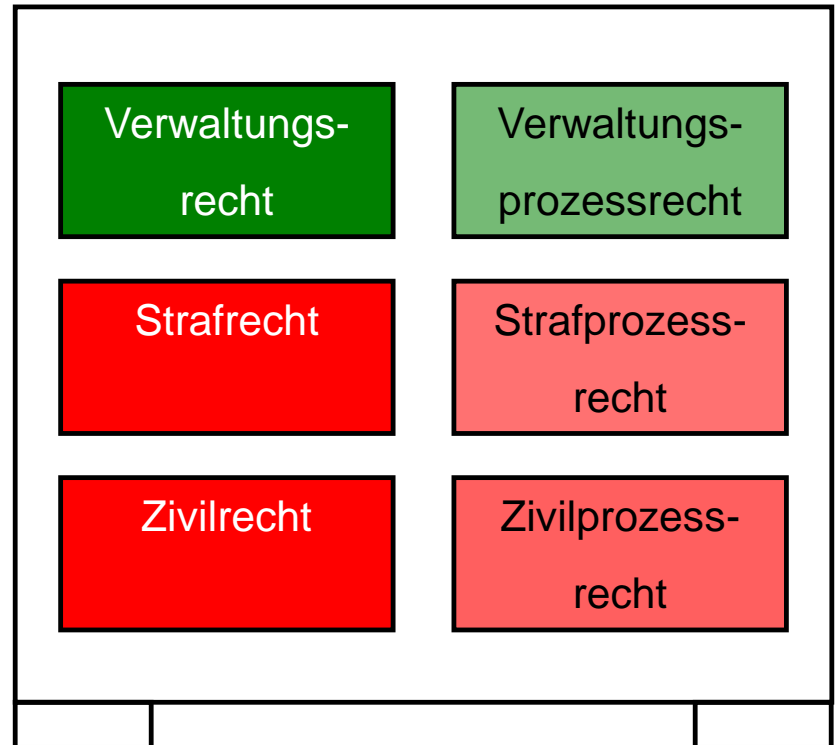 Verwaltungs-
recht
Verwaltungs-
prozessrecht
Strafrecht
Strafprozess-
recht
Zivilrecht
Zivilprozess-
recht